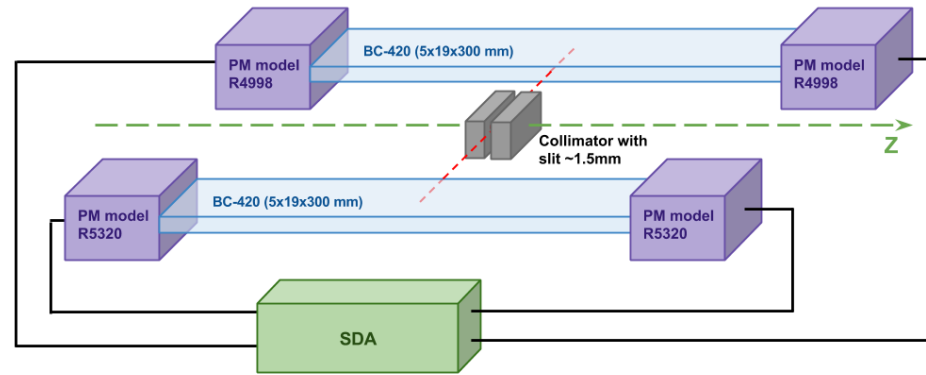 BC-420 (5x19x300 mm)
PM model
R4998
PM model
R4998
Collimator with
slit ~1.5mm
Z
BC-420 (5x19x300 mm)
PM model
R5320
PM model
R5320
SDA